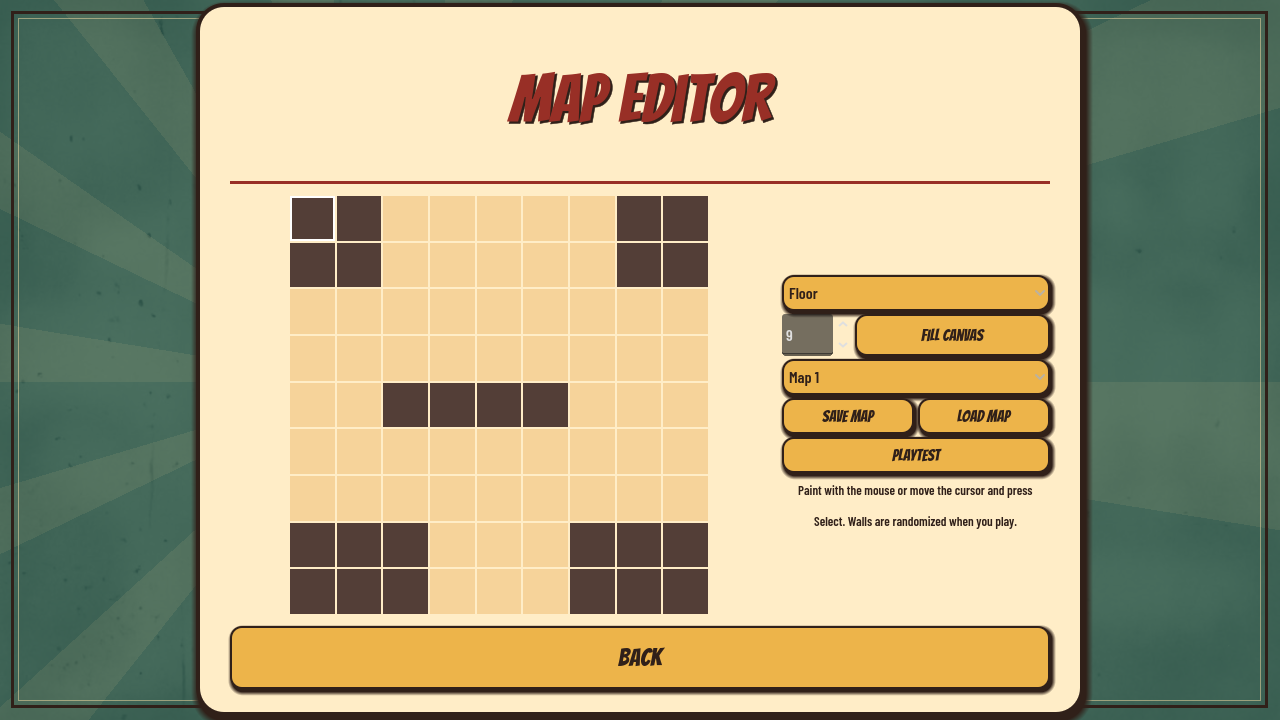 MAP EDITOR
Floor
9
FILL CANVAS
Map 1
SAVE MAP
LOAD MAP
PLAYTEST
Paint with the mouse or move the cursor and press
Select. Walls are randomized when you play.
BACK